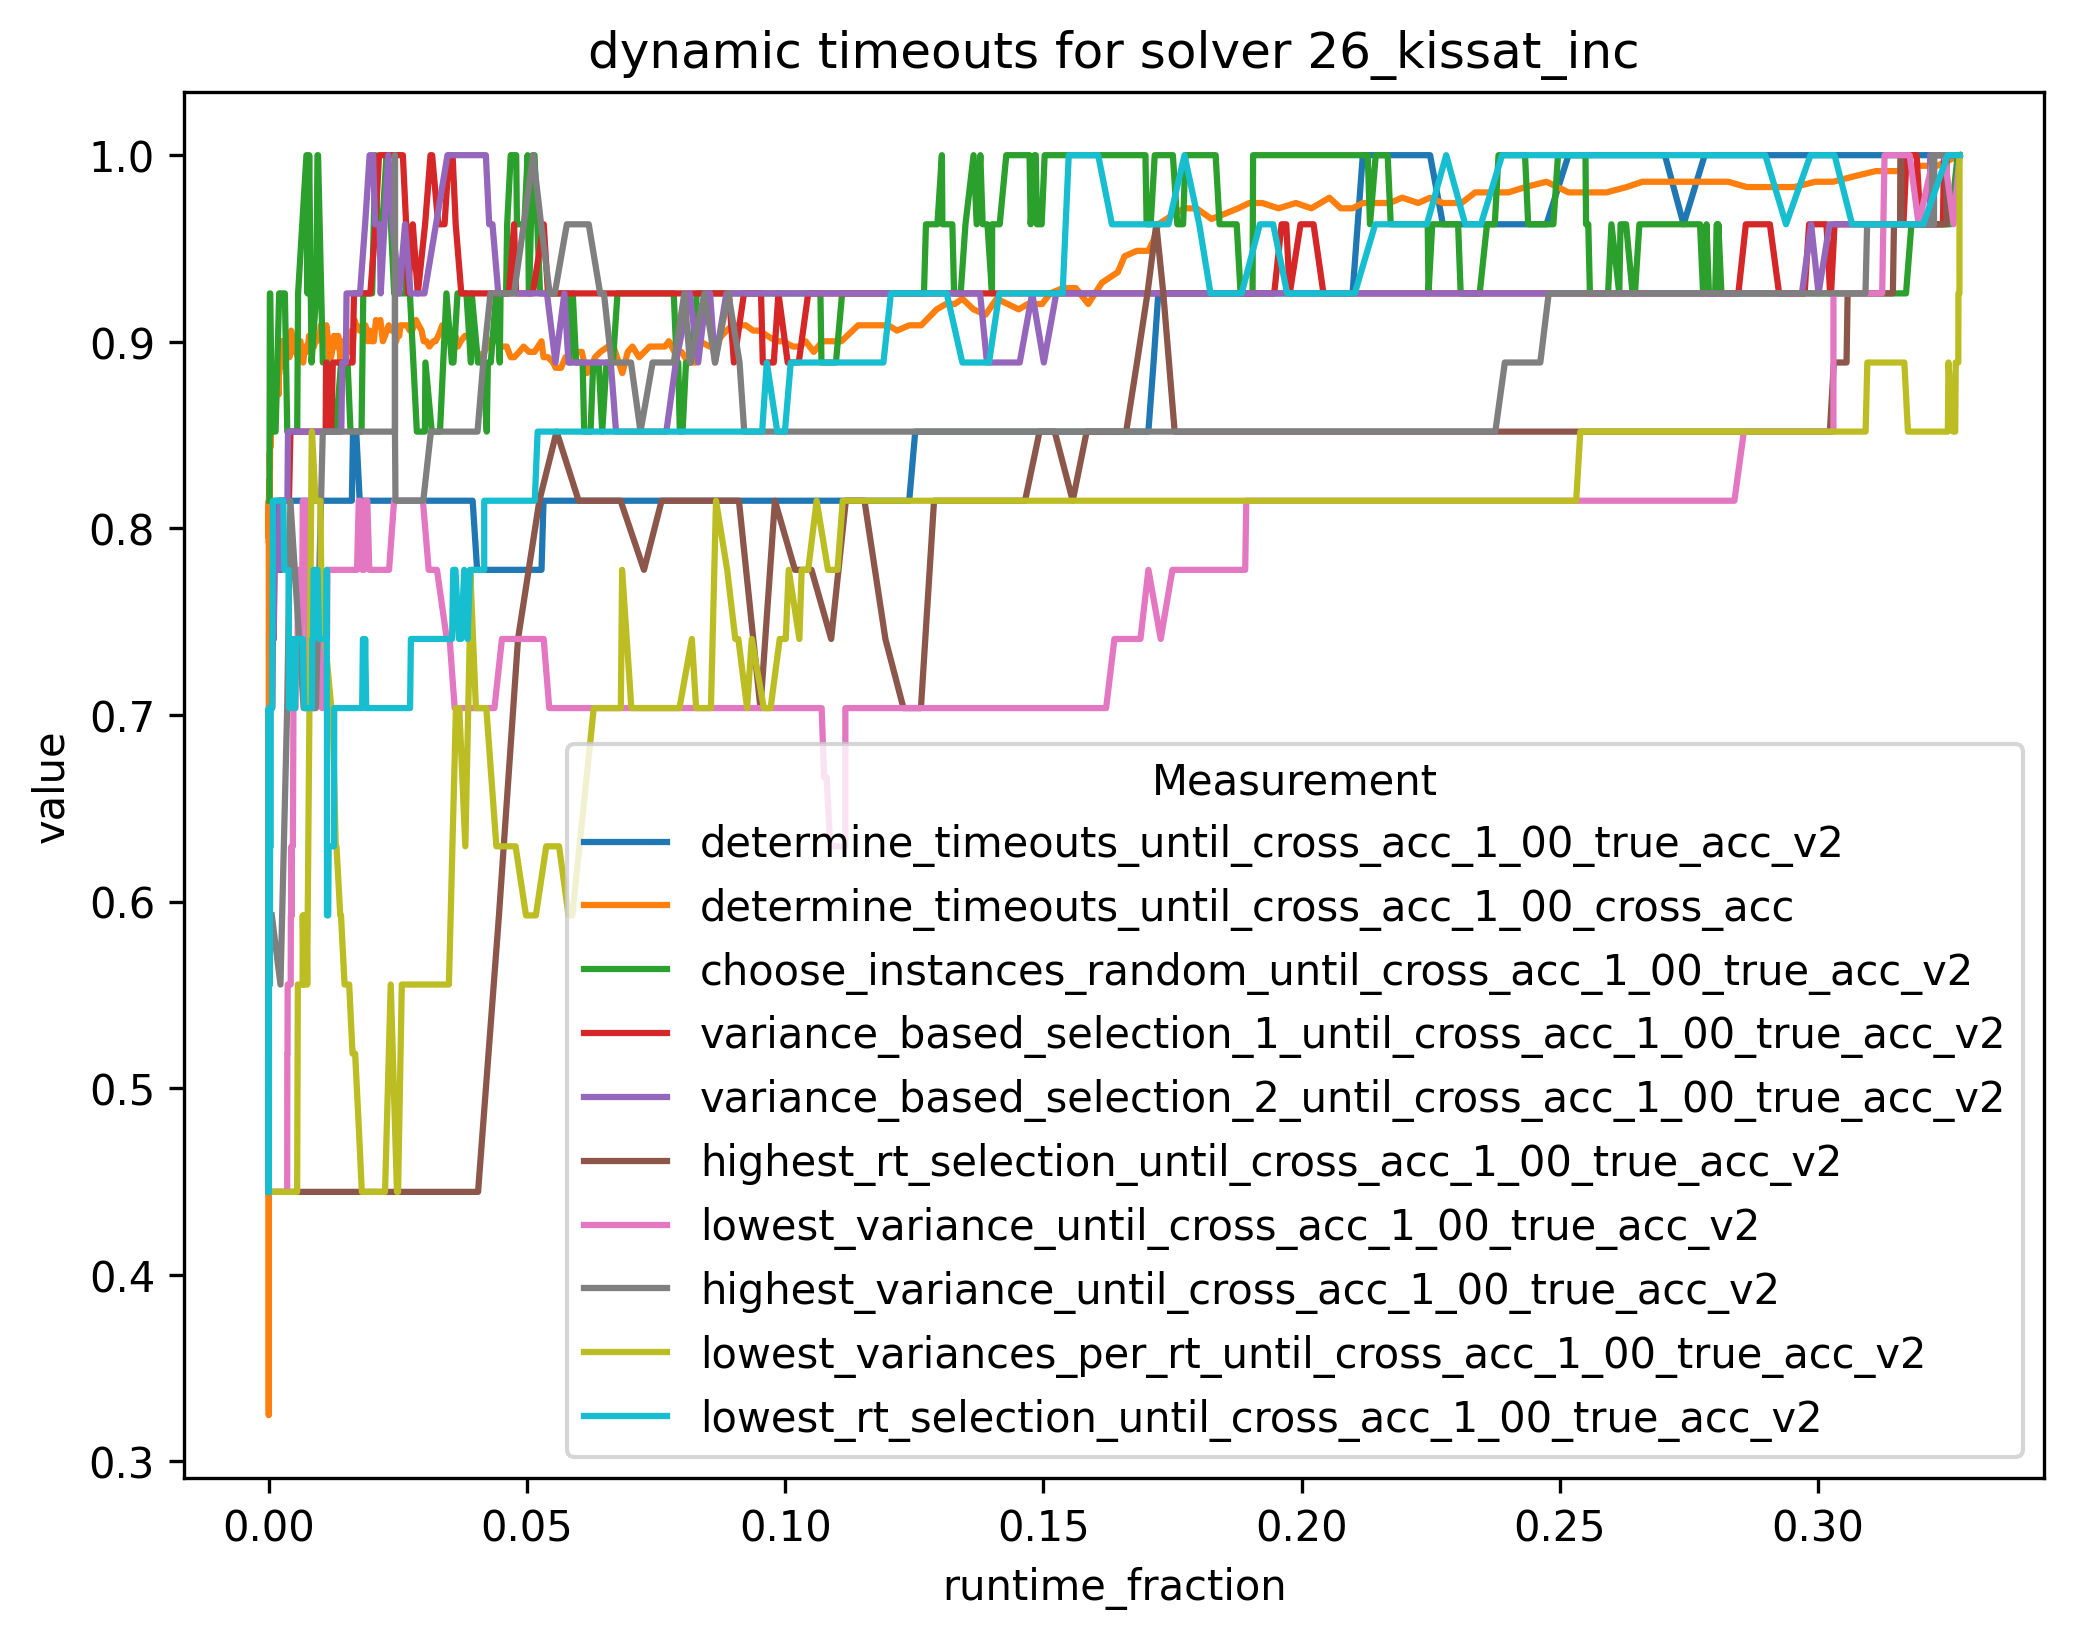 dynamic timeouts for solver 26_kissat_inc
1.0
0.9
0.8
0.7
0.6
0.5
0.4
0.3
value
Measurement
determine_timeouts_until_cross_acc_1_00_true_acc_v2
determine_timeouts_until_cross_acc_1_00_cross_acc
choose_instances_random_until_cross_acc_1_00_true_acc_v2
variance_based_selection_1_until_cross_acc_1_00_true_acc_v2
variance_based_selection_2_until_cross_acc_1_00_true_acc_v2
highest_rt_selection_until_cross_acc_1_00_true_acc_v2
lowest_variance_until_cross_acc_1_00_true_acc_v2
highest_variance_until_cross_acc_1_00_true_acc_v2
lowest_variances_per_rt_until_cross_acc_1_00_true_acc_v2
lowest_rt_selection_until_cross_acc_1_00_true_acc_v2
0.00 0.05 0.10 0.15 0.20 0.25 0.30
runtime_fraction